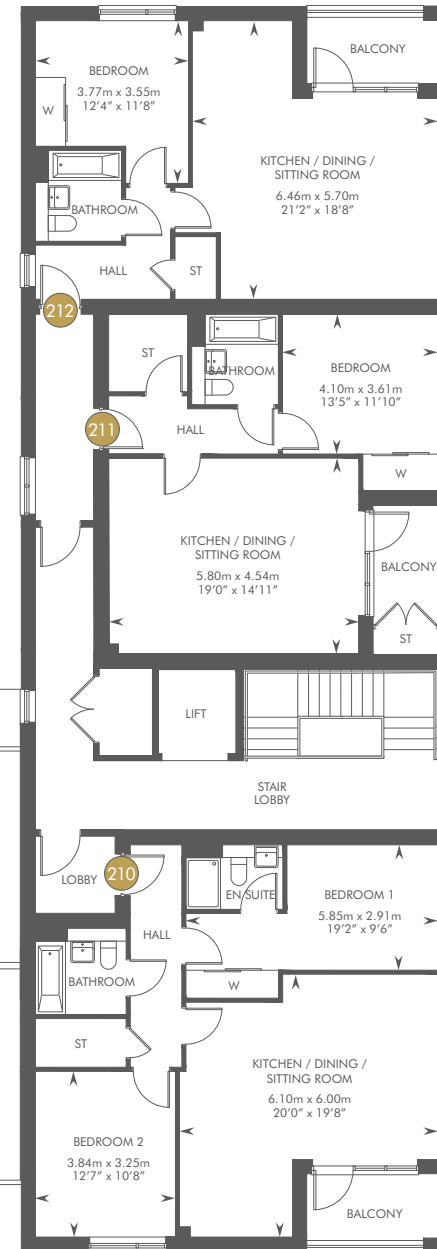 BALCONY
BEDROOM
3.77m x 3.55m
12'4" x 11'8"
W
KITCHEN / DINING /
SITTING ROOM
6.46m x 5.70m
21'2" x 18'8"
BATHROOM
HALL
ST
212
ST
BATHROOM
BEDROOM
4.10m x 3.61m
13'5" x 11'10"
211
HALL
W
KITCHEN / DINING /
SITTING ROOM
5.80m x 4.54m
19'0" x 14'11"
BALCONY
ST
LIFT
STAIR
LOBBY
LOBBY
210
EN SUITE
BEDROOM 1
5.85m x 2.91m
19'2" x 9'6"
HALL
BATHROOM
W
ST
KITCHEN / DINING /
SITTING ROOM
6.10m x 6.00m
20'0" x 19'8"
BEDROOM 2
3.84m x 3.25m
12'7" x 10'8"
BALCONY